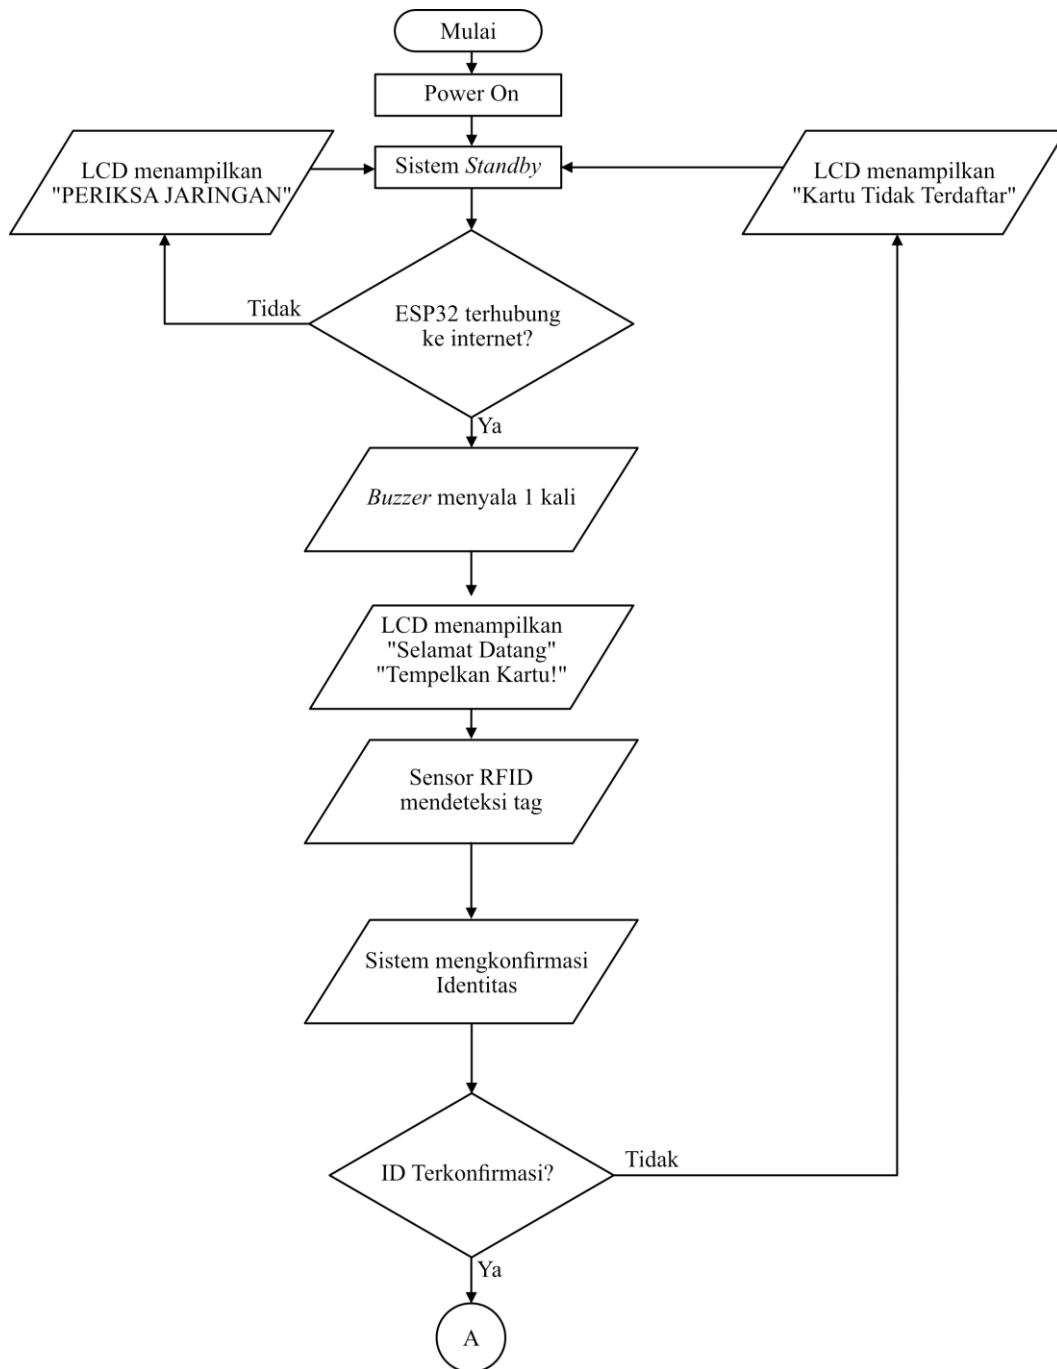 Mulai
Power On
LCD menampilkan
"PERIKSA JARINGAN"
Sistem Standby
LCD menampilkan
"Kartu Tidak Terdaftar"
Tidak
ESP32 terhubung
ke internet?
Ya
Buzzer menyala 1 kali
LCD menampilkan
"Selamat Datang"
"Tempelkan Kartu!"
Sensor RFID
mendeteksi tag
Sistem mengkonfirmasi
Identitas
ID Terkonfirmasi?
Tidak
Ya
A